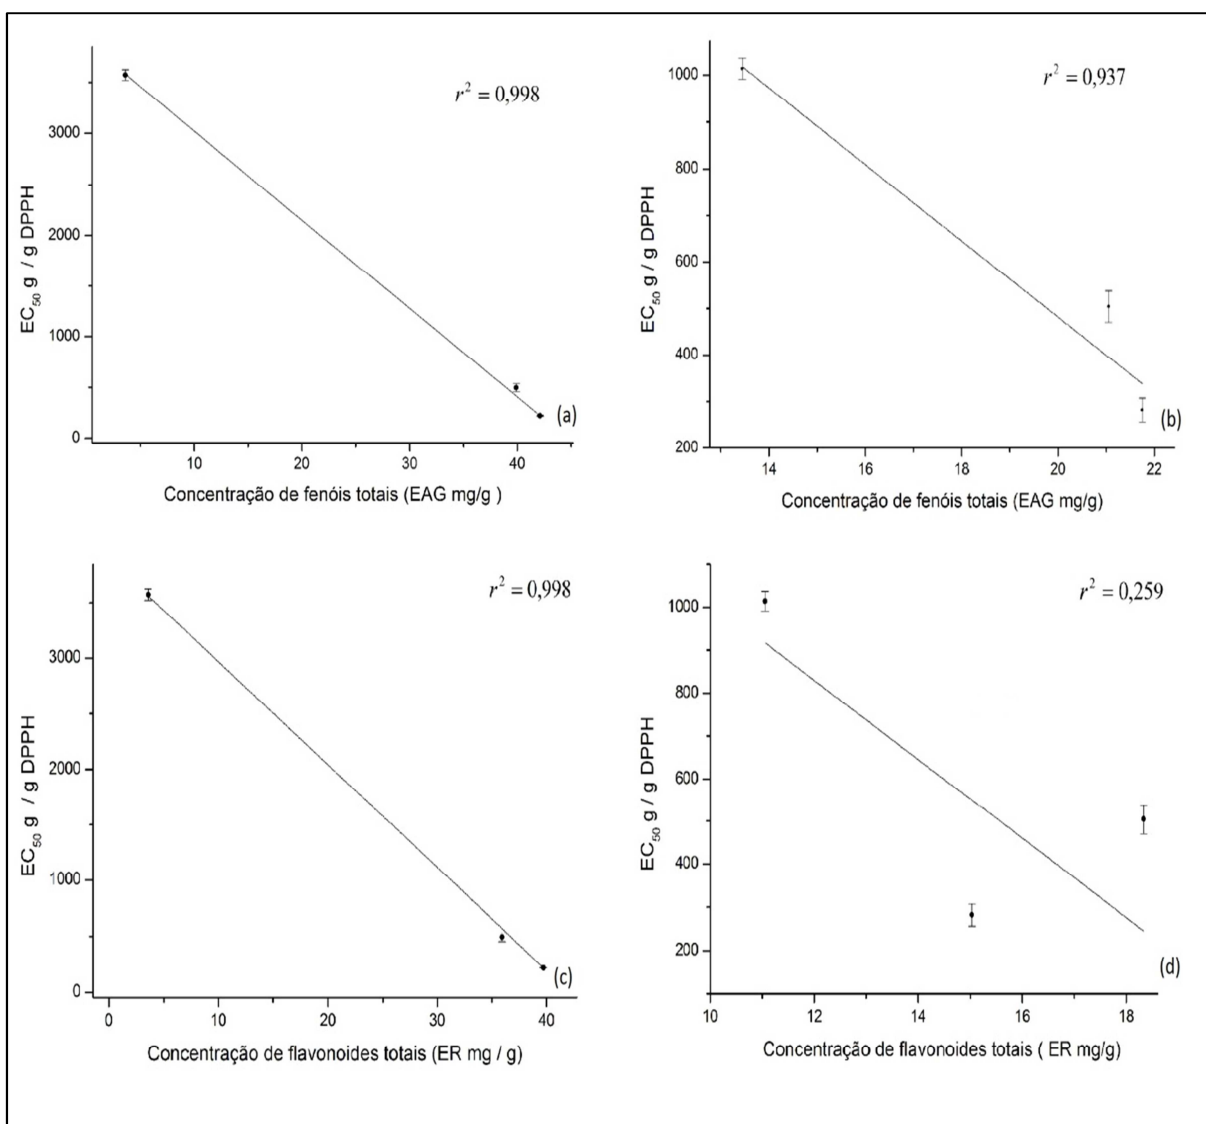 r² = 0,998
EC₅₀ g / g DPPH
3000
2000
1000
0
10
20
30
40
(a)
Concentração de fenóis totais (EAG mg/g )
r² = 0,937
EC₅₀ g / g DPPH
1000
800
600
400
200
14
16
18
20
22
(b)
Concentração de fenóis totais (EAG mg/g)
r² = 0,998
EC₅₀ g / g DPPH
3000
2000
1000
0
0
10
20
30
40
(c)
Concentração de flavonoides totais (ER mg / g)
r² = 0,259
EC₅₀ g / g DPPH
1000
800
600
400
200
10
12
14
16
18
(d)
Concentração de flavonoides totais ( ER mg/g)